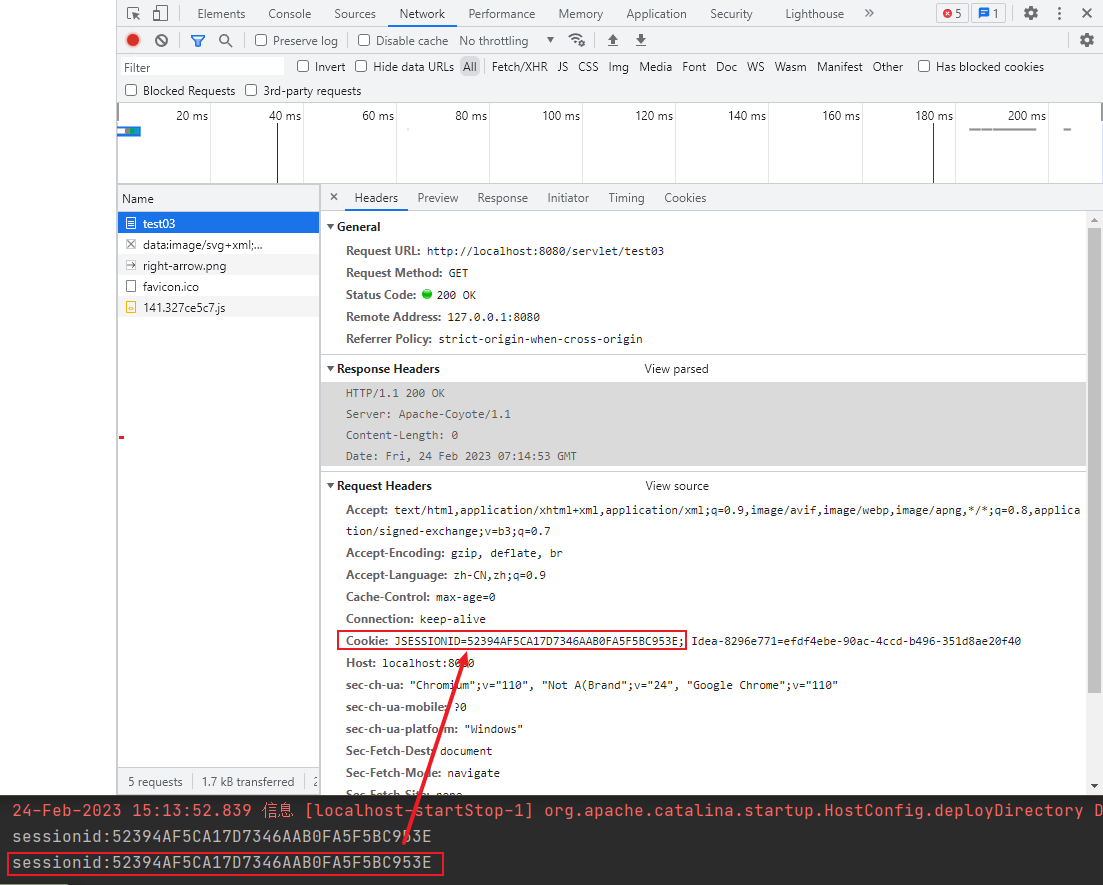 Elements Console Sources Network Performance Memory Application Security Lighthouse » 5 1
Preserve log Disable cache No throttling
Filter Invert Hide data URLs All Fetch/XHR JS CSS Img Media Font Doc WS Wasm Manifest Other Has blocked cookies
Blocked Requests 3rd-party requests
20 ms 40 ms 60 ms 80 ms 100 ms 120 ms 140 ms 160 ms 180 ms 200 ms
Name
test03
data:image/svg+xml;...
right-arrow.png
favicon.ico
141.327ce5c7.js
5 requests 1.7 kB transferred
Headers Preview Response Initiator Timing Cookies
General
Request URL: http://localhost:8080/servlet/test03
Request Method: GET
Status Code: 200 OK
Remote Address: 127.0.0.1:8080
Referrer Policy: strict-origin-when-cross-origin
Response Headers View parsed
HTTP/1.1 200 OK
Server: Apache-Coyote/1.1
Content-Length: 0
Date: Fri, 24 Feb 2023 07:14:53 GMT
Request Headers View source
Accept: text/html,application/xhtml+xml,application/xml;q=0.9,image/avif,image/webp,image/apng,*/*;q=0.8,applica
tion/signed-exchange;v=b3;q=0.7
Accept-Encoding: gzip, deflate, br
Accept-Language: zh-CN,zh;q=0.9
Cache-Control: max-age=0
Connection: keep-alive
Cookie: JSESSIONID=52394AF5CA17D7346AAB0FA5F5BC953E; Idea-8296e771=efdf4ebe-90ac-4ccd-b496-351d8ae20f40
Host: localhost:8080
sec-ch-ua: "Chromium";v="110", "Not A(Brand";v="24", "Google Chrome";v="110"
sec-ch-ua-mobile: ?0
sec-ch-ua-platform: "Windows"
Sec-Fetch-Dest: document
Sec-Fetch-Mode: navigate
Sec-Fetch-Site: none
24-Feb-2023 15:13:52.839 信息 [localhost-startStop-1] org.apache.catalina.startup.HostConfig.deployDirectory D
sessionid:52394AF5CA17D7346AAB0FA5F5BC953E
sessionid:52394AF5CA17D7346AAB0FA5F5BC953E